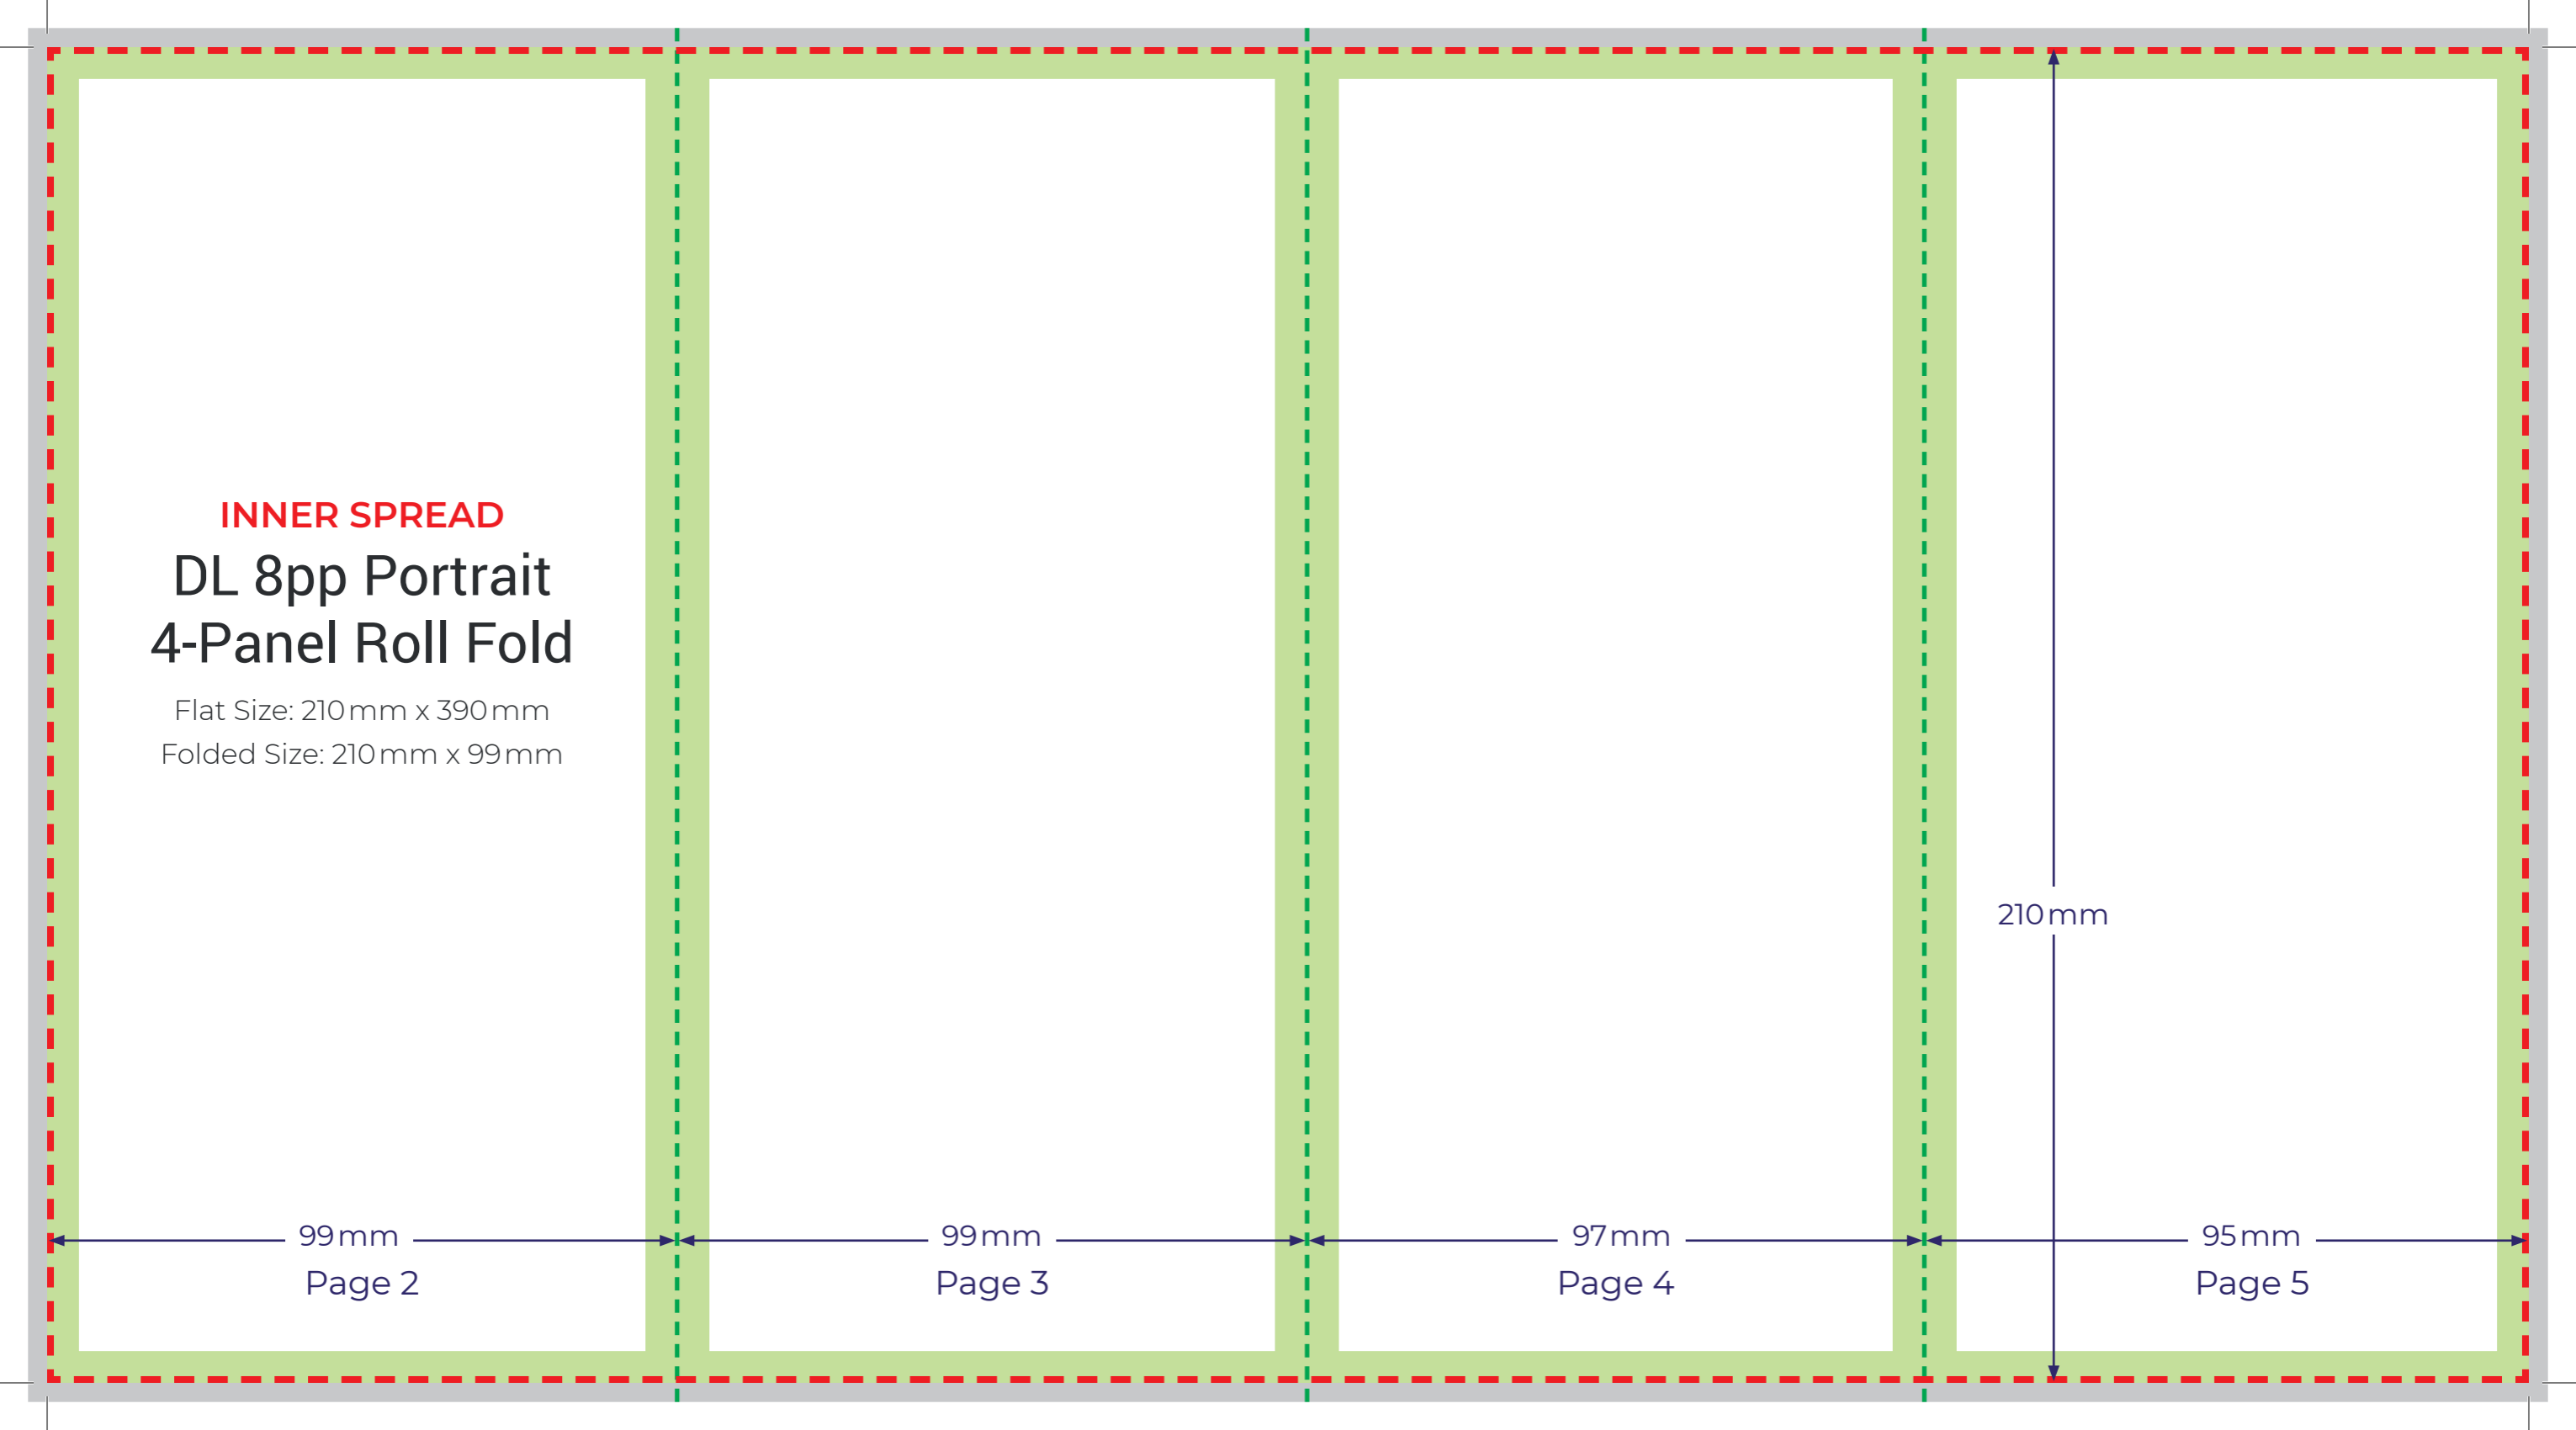 INNER SPREAD
DL 8pp Portrait
4-Panel Roll Fold
Flat Size: 210mm x 390mm
Folded Size: 210mm x 99mm
210mm
99mm
Page 2
99mm
Page 3
97mm
Page 4
95mm
Page 5